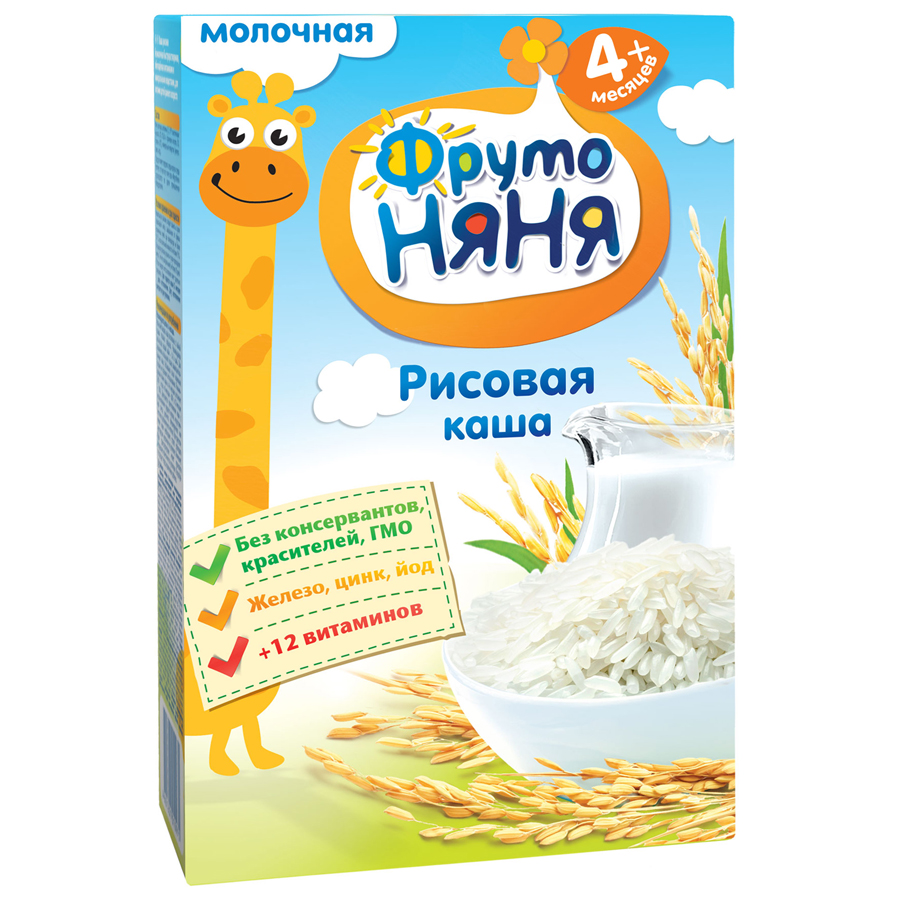 МОЛОЧНАЯ
4+
месяцев
Фруто
НЯНЯ
Рисовая
каша
Без консервантов,
красителей, ГМО
Железо, цинк, йод
+12 витаминов